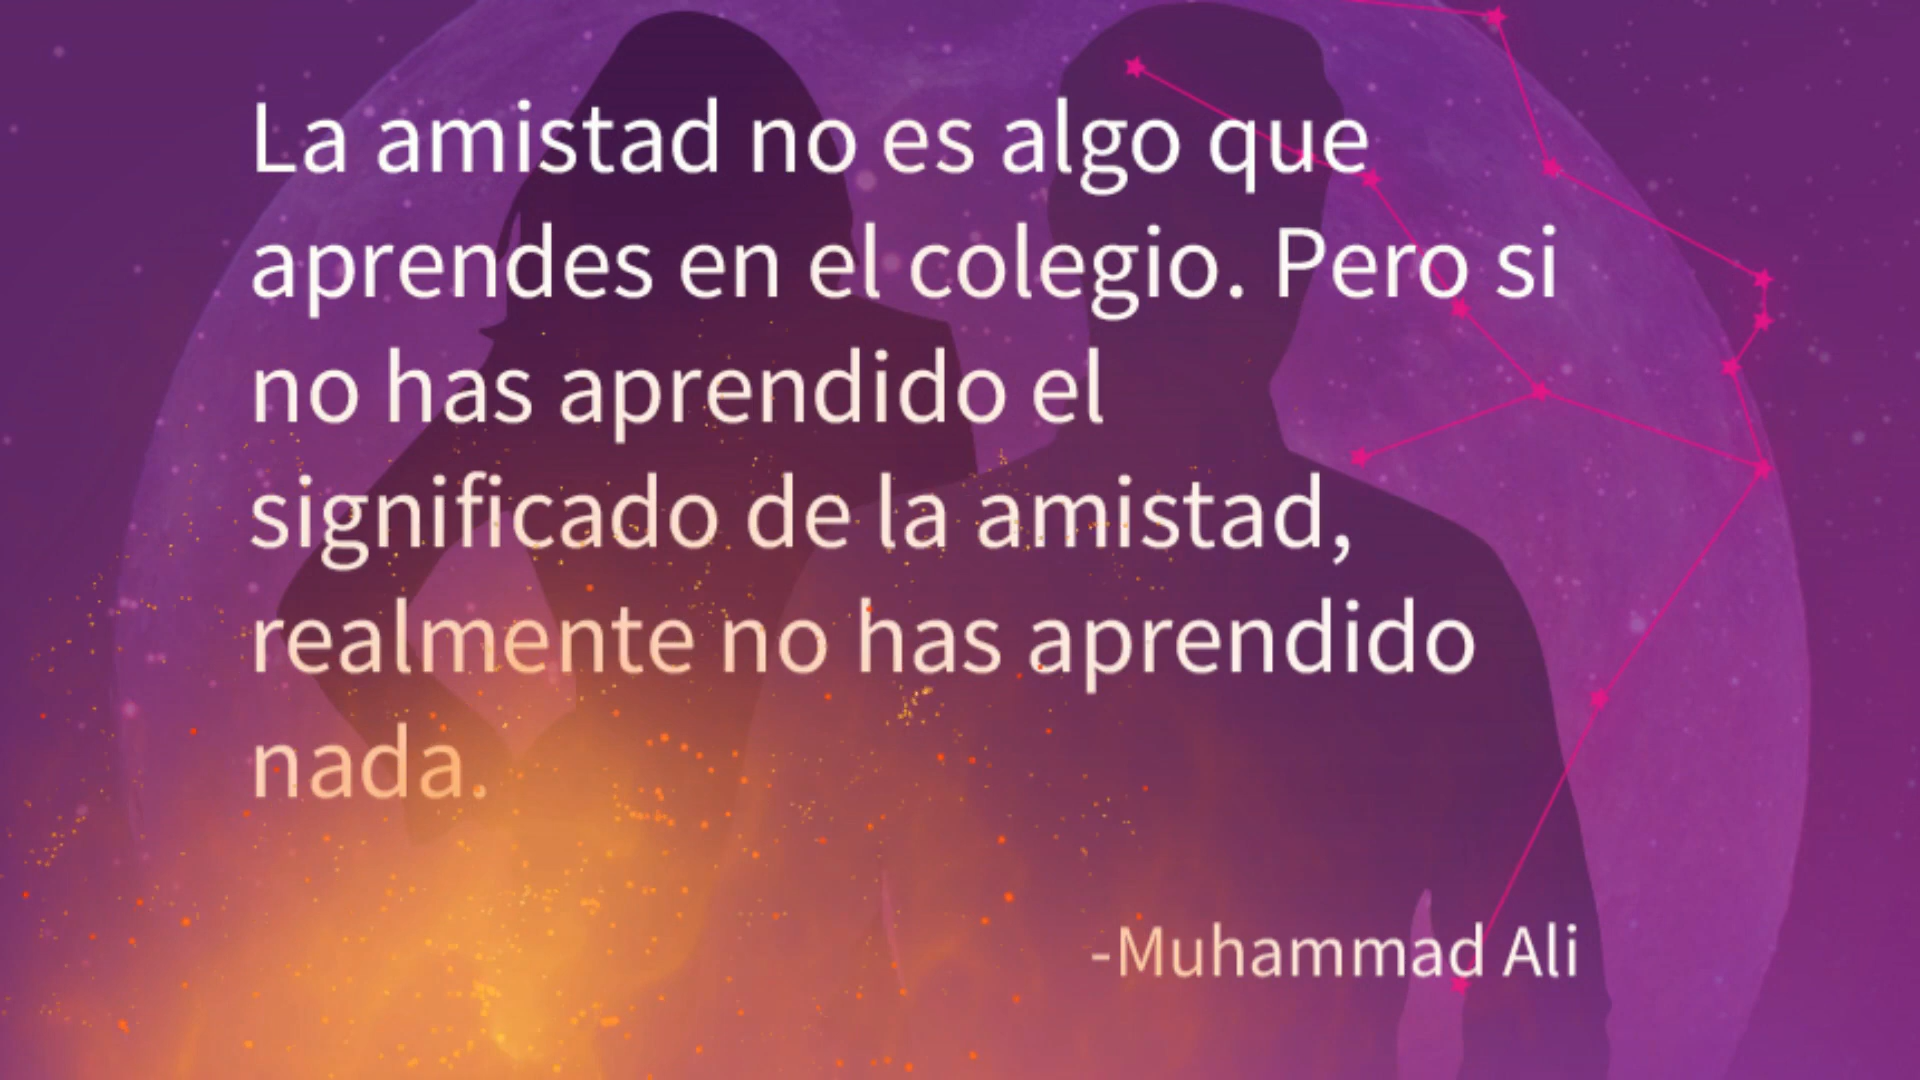 La amistad no es algo que
aprendes en el colegio. Pero si
no has aprendido el
significado de la amistad,
realmente no has aprendido
nada.
-Muhammad Ali